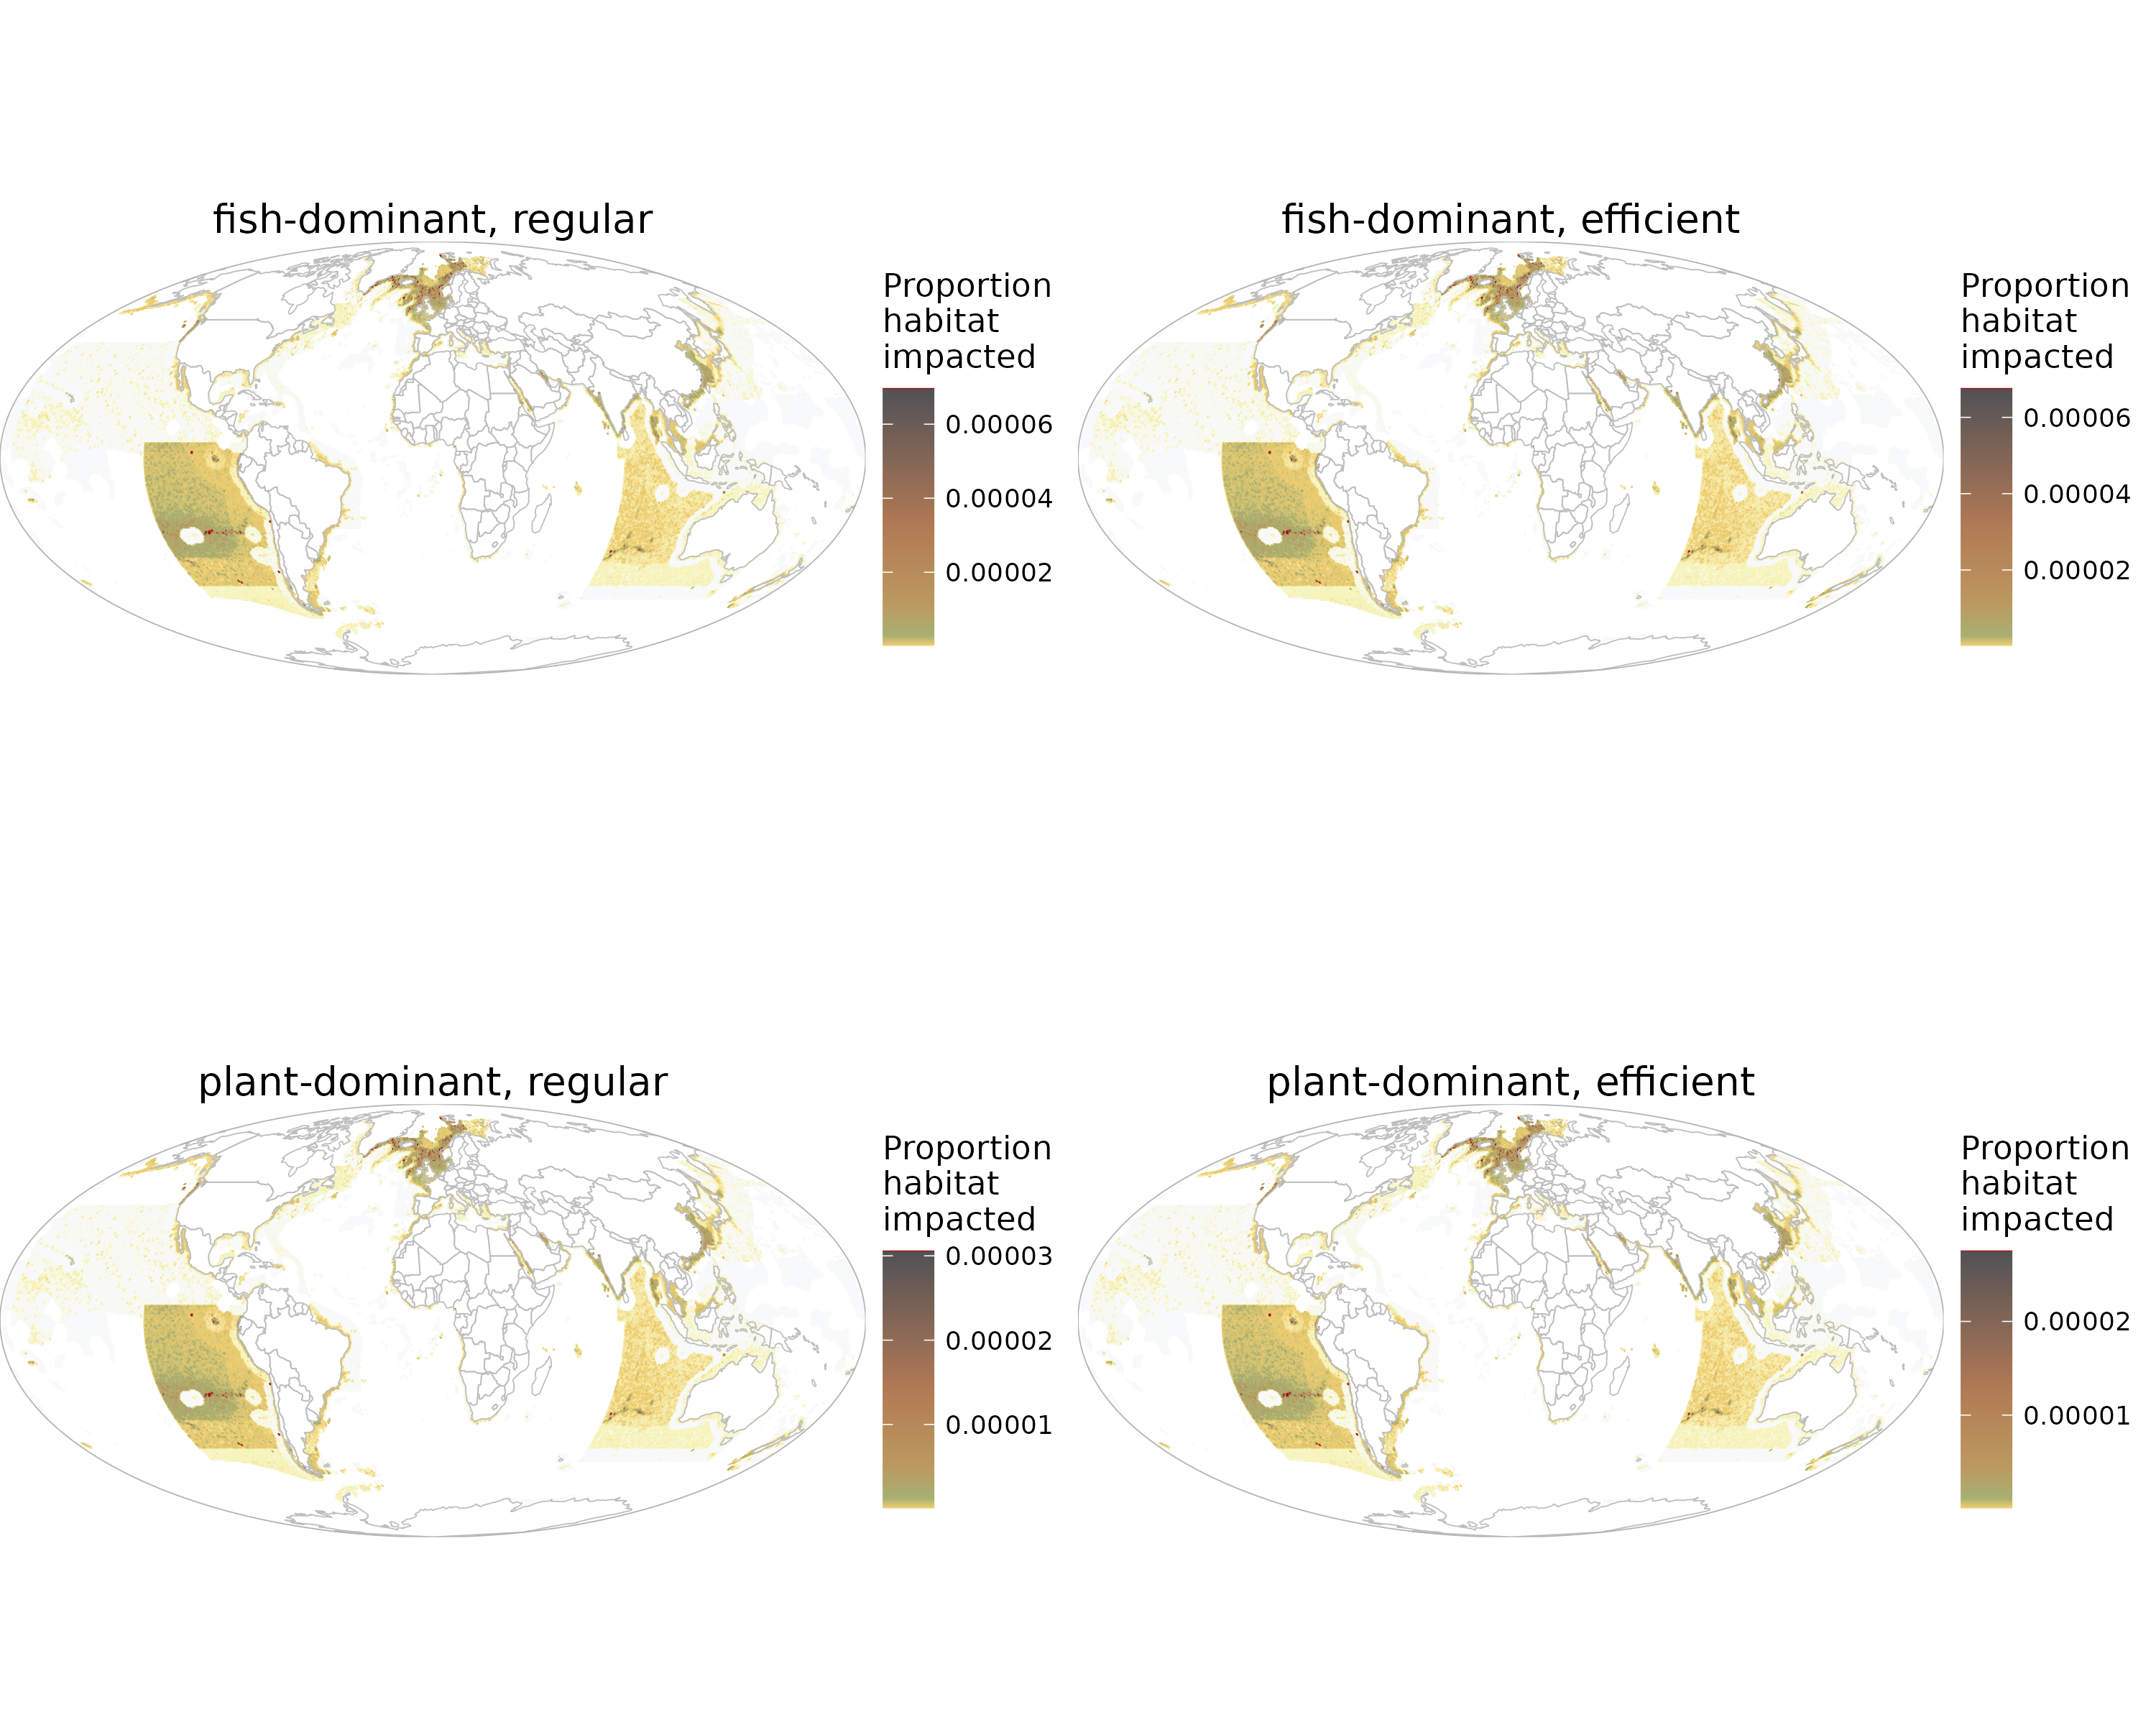 fish-dominant, regular
Proportion
habitat
impacted
0.00006
0.00004
0.00002
fish-dominant, efficient
Proportion
habitat
impacted
0.00006
0.00004
0.00002
plant-dominant, regular
Proportion
habitat
impacted
0.00003
0.00002
0.00001
plant-dominant, efficient
Proportion
habitat
impacted
0.00002
0.00001